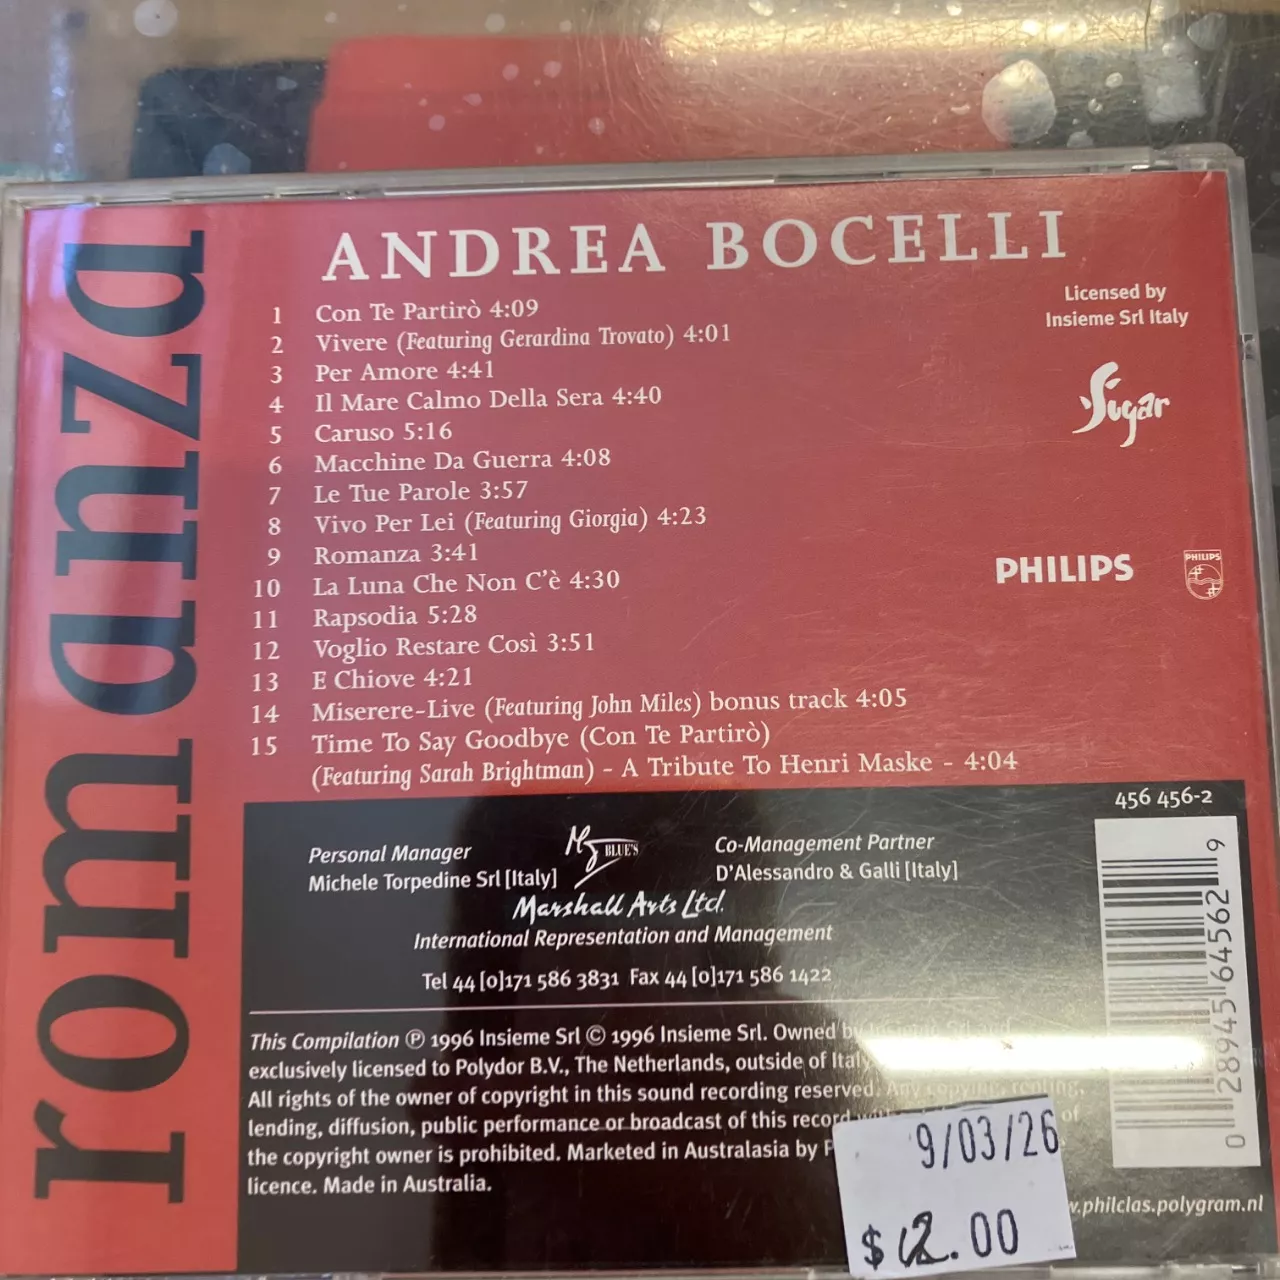 romanza
ANDREA BOCELLI
1 Con Te Partirò 4:09
2 Vivere (Featuring Gerardina Trovato) 4:01
3 Per Amore 4:41
4 Il Mare Calmo Della Sera 4:40
5 Caruso 5:16
6 Macchine Da Guerra 4:08
7 Le Tue Parole 3:57
8 Vivo Per Lei (Featuring Giorgia) 4:23
9 Romanza 3:41
10 La Luna Che Non C'è 4:30
11 Rapsodia 5:28
12 Voglio Restare Così 3:51
13 E Chiove 4:21
14 Miserere-Live (Featuring John Miles) bonus track 4:05
15 Time To Say Goodbye (Con Te Partirò)
(Featuring Sarah Brightman) - A Tribute To Henri Maske - 4:04
Licensed by
Insieme Srl Italy
Sugar
PHILIPS
PHILIPS
456 456-2
0 28945 64562 9
Personal Manager
Michele Torpedine Srl [Italy]
BLUE'S
Co-Management Partner
D'Alessandro & Galli [Italy]
Marshall Arts Ltd.
International Representation and Management
Tel 44 [0]171 586 3831 Fax 44 [0]171 586 1422
This Compilation ℗ 1996 Insieme Srl © 1996 Insieme Srl. Owned by Insieme Srl and
exclusively licensed to Polydor B.V., The Netherlands, outside of Italy.
All rights of the owner of copyright in this sound recording reserved. Any copying, renting,
lending, diffusion, public performance or broadcast of this record of
the copyright owner is prohibited. Marketed in Australasia by
licence. Made in Australia.
.philclas.polygram.nl
9/03/26
$12.00